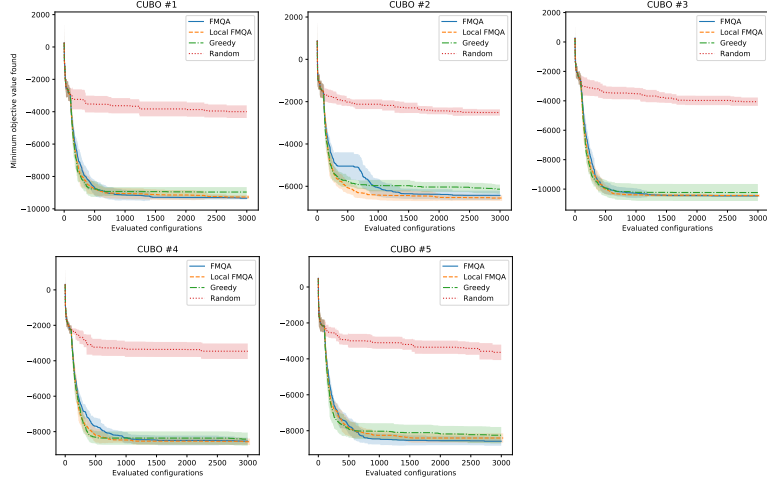 CUBO #1
2000
0
−2000
−4000
−6000
−8000
−10000
Minimum objective value found
0 500 1000 1500 2000 2500 3000
Evaluated configurations
FMQA
Local FMQA
Greedy
Random
CUBO #2
2000
0
−2000
−4000
−6000
0 500 1000 1500 2000 2500 3000
Evaluated configurations
FMQA
Local FMQA
Greedy
Random
CUBO #3
2000
0
−2000
−4000
−6000
−8000
−10000
0 500 1000 1500 2000 2500 3000
Evaluated configurations
FMQA
Local FMQA
Greedy
Random
CUBO #4
0
−2000
−4000
−6000
−8000
0 500 1000 1500 2000 2500 3000
Evaluated configurations
FMQA
Local FMQA
Greedy
Random
CUBO #5
0
−2000
−4000
−6000
−8000
0 500 1000 1500 2000 2500 3000
Evaluated configurations
FMQA
Local FMQA
Greedy
Random